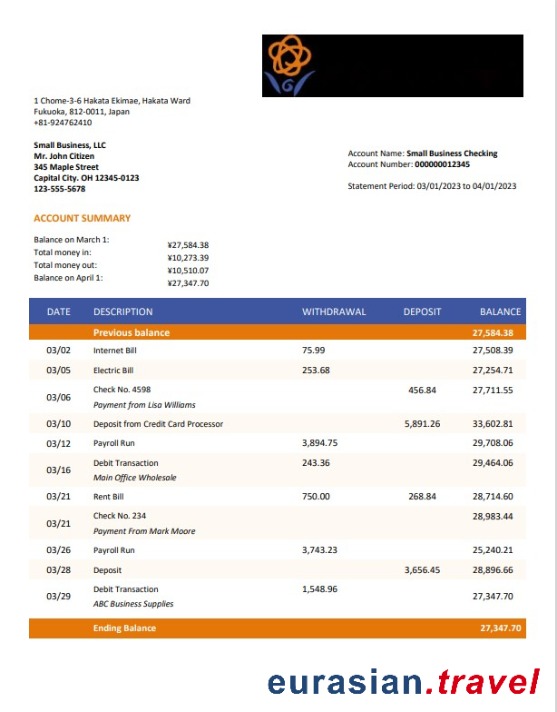 1 Chome-3-6 Hakata Ekimae, Hakata Ward
Fukuoka, 812-0011, Japan
+81-924762410
Small Business, LLC
Mr. John Citizen
345 Maple Street
Capital City. OH 12345-0123
123-555-5678
Account Name: Small Business Checking
Account Number: 000000012345
Statement Period: 03/01/2023 to 04/01/2023
ACCOUNT SUMMARY
Balance on March 1: ¥27,584.38
Total money in: ¥10,273.39
Total money out: ¥10,510.07
Balance on April 1: ¥27,347.70
DATE DESCRIPTION WITHDRAWAL DEPOSIT BALANCE
Previous balance 27,584.38
03/02 Internet Bill 75.99 27,508.39
03/05 Electric Bill 253.68 27,254.71
03/06 Check No. 4598 456.84 27,711.55
Payment from Lisa Williams
03/10 Deposit from Credit Card Processor 5,891.26 33,602.81
03/12 Payroll Run 3,894.75 29,708.06
03/16 Debit Transaction 243.36 29,464.06
Main Office Wholesale
03/21 Rent Bill 750.00 268.84 28,714.60
03/21 Check No. 234 28,983.44
Payment From Mark Moore
03/26 Payroll Run 3,743.23 25,240.21
03/28 Deposit 3,656.45 28,896.66
03/29 Debit Transaction 1,548.96 27,347.70
ABC Business Supplies
Ending Balance 27,347.70
eurasian.travel